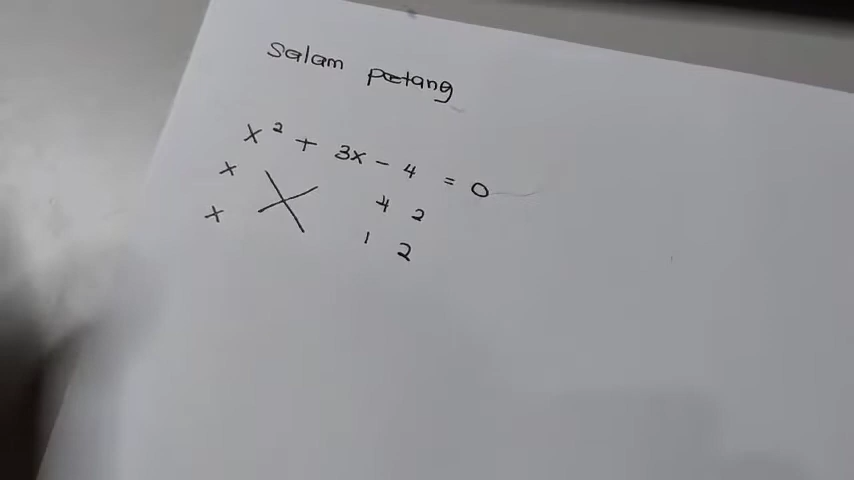 Salam petang
x² + 3x - 4 = 0
x 4 2
x 1 2